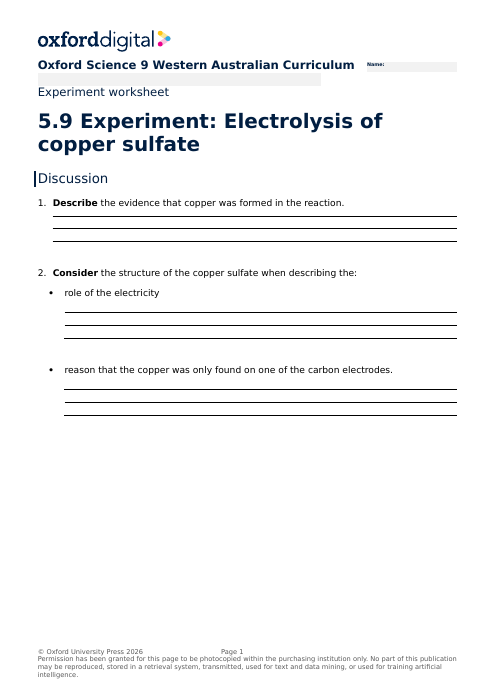 oxforddigital
Oxford Science 9 Western Australian Curriculum
Name:
Experiment worksheet
5.9 Experiment: Electrolysis of
copper sulfate
Discussion
1. Describe the evidence that copper was formed in the reaction.
2. Consider the structure of the copper sulfate when describing the:
• role of the electricity
• reason that the copper was only found on one of the carbon electrodes.
© Oxford University Press 2026 Page 1
Permission has been granted for this page to be photocopied within the purchasing institution only. No part of this publication
may be reproduced, stored in a retrieval system, transmitted, used for text and data mining, or used for training artificial
intelligence.